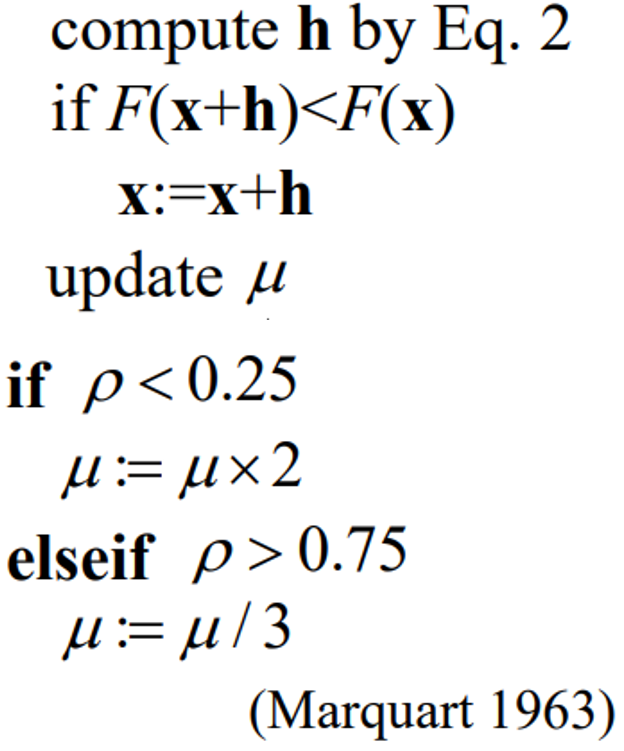 compute h by Eq. 2
if F(x+h)<F(x)
x:=x+h
update μ
if ρ < 0.25
μ := μ × 2
elseif ρ > 0.75
μ := μ / 3
(Marquart 1963)